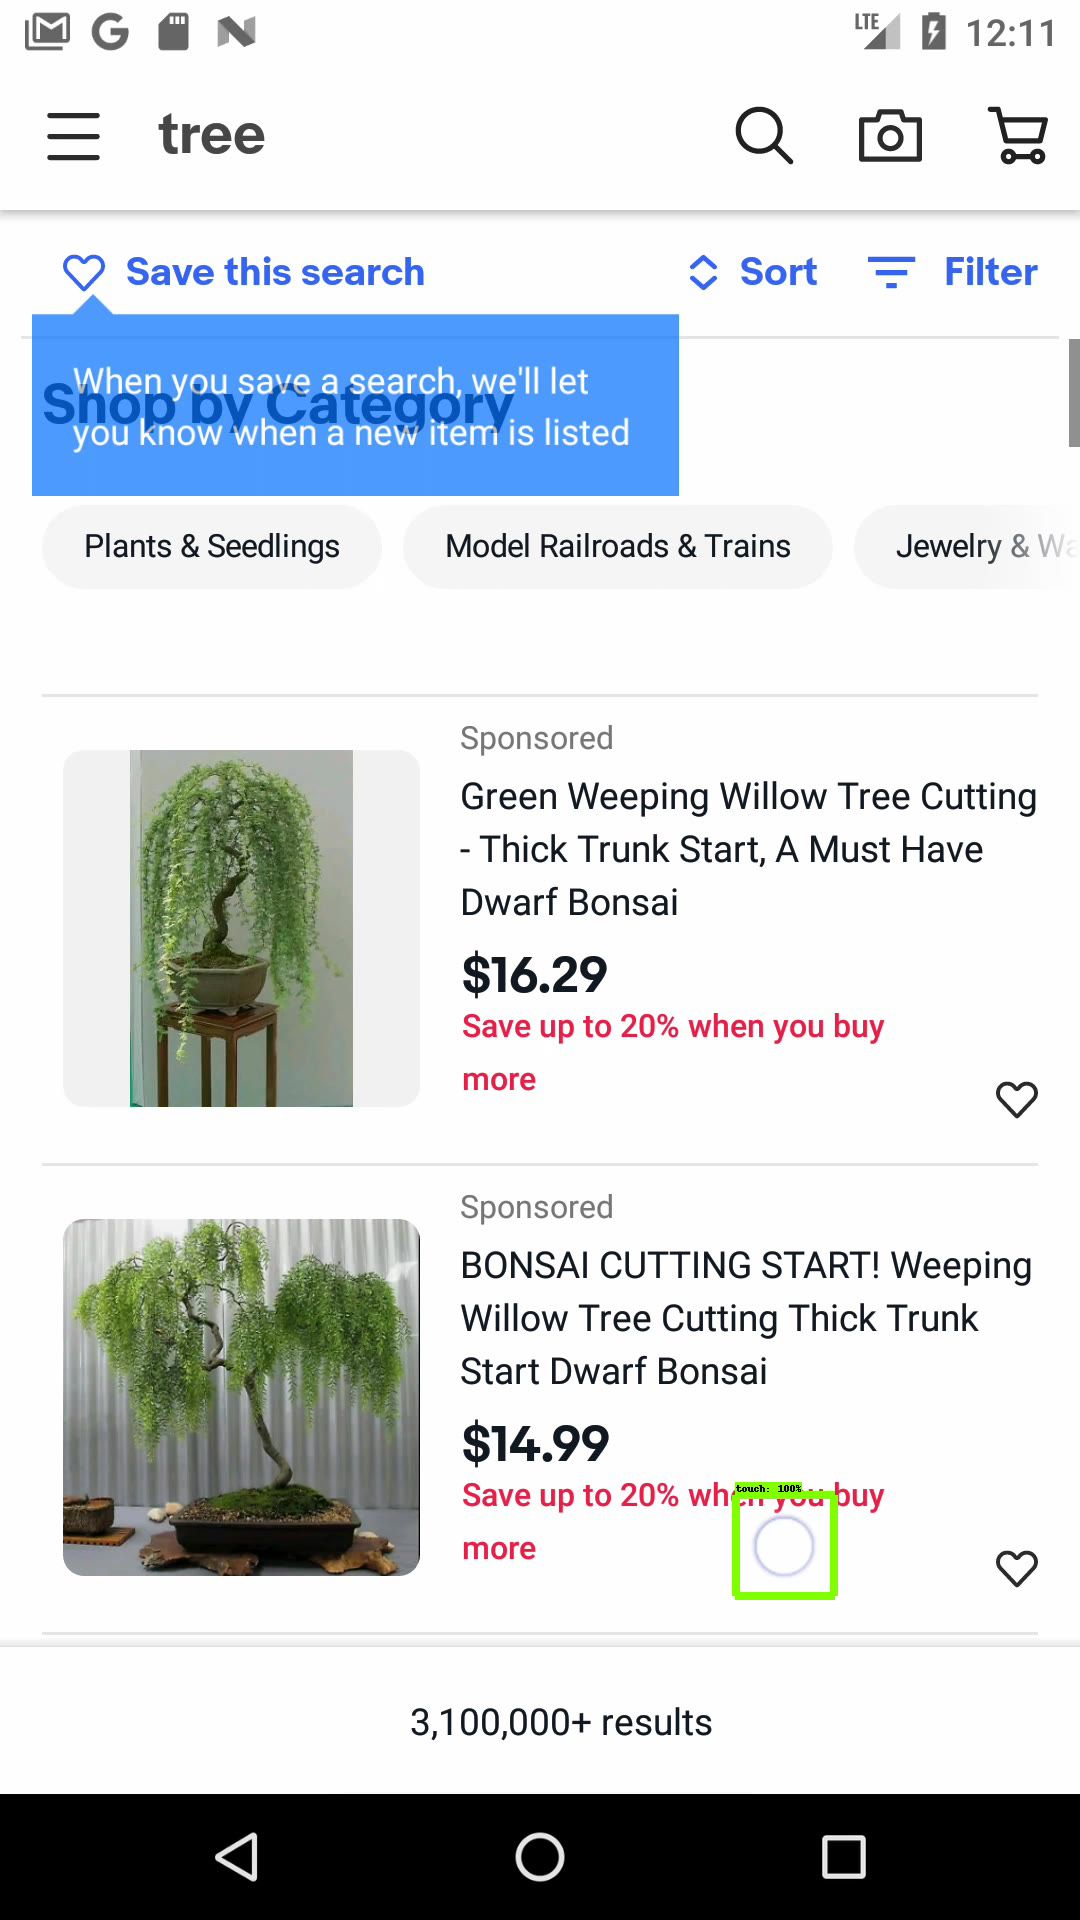 LTE 12:11
tree
Save this search Sort Filter
When you save a search, we'll let
Shop by Category
you know when a new item is listed
Plants & Seedlings Model Railroads & Trains Jewelry & Wa
Sponsored
Green Weeping Willow Tree Cutting
- Thick Trunk Start, A Must Have
Dwarf Bonsai
$16.29
Save up to 20% when you buy
more
Sponsored
BONSAI CUTTING START! Weeping
Willow Tree Cutting Thick Trunk
Start Dwarf Bonsai
$14.99
touch: 100%
Save up to 20% when you buy
more
3,100,000+ results